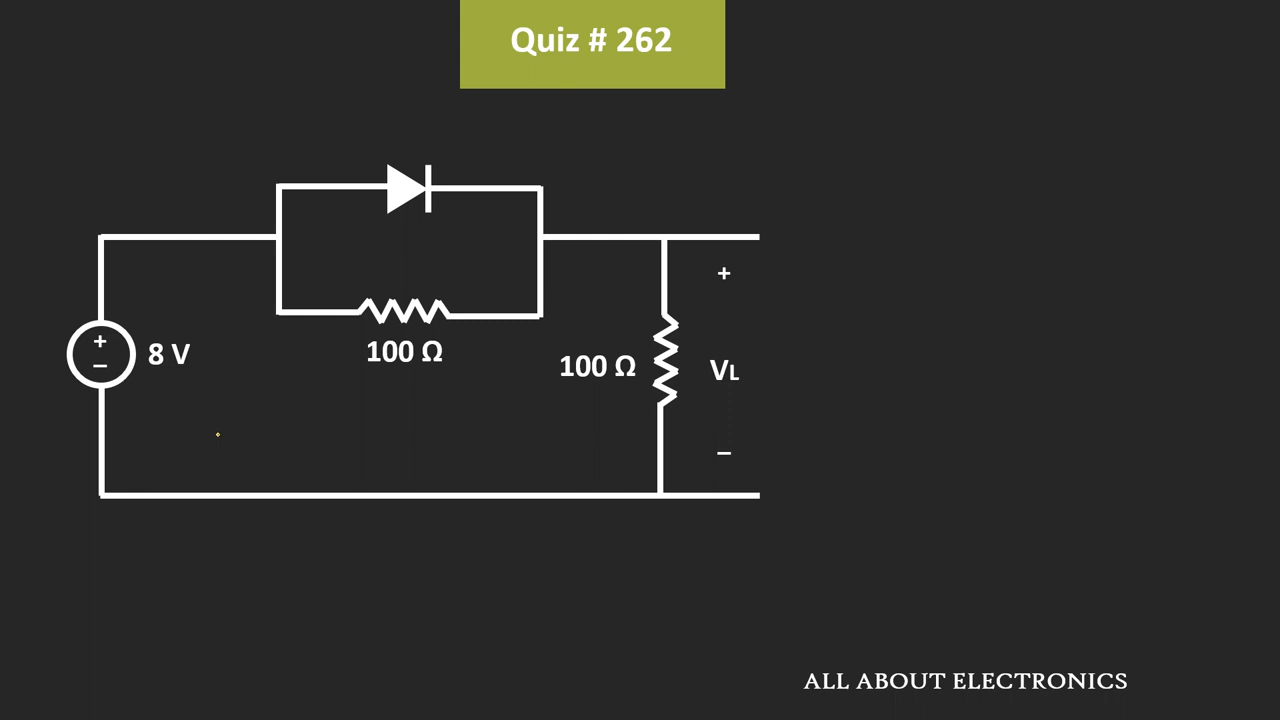 Quiz # 262
+
−
8 V
100 Ω
100 Ω
+
VL
−
ALL ABOUT ELECTRONICS